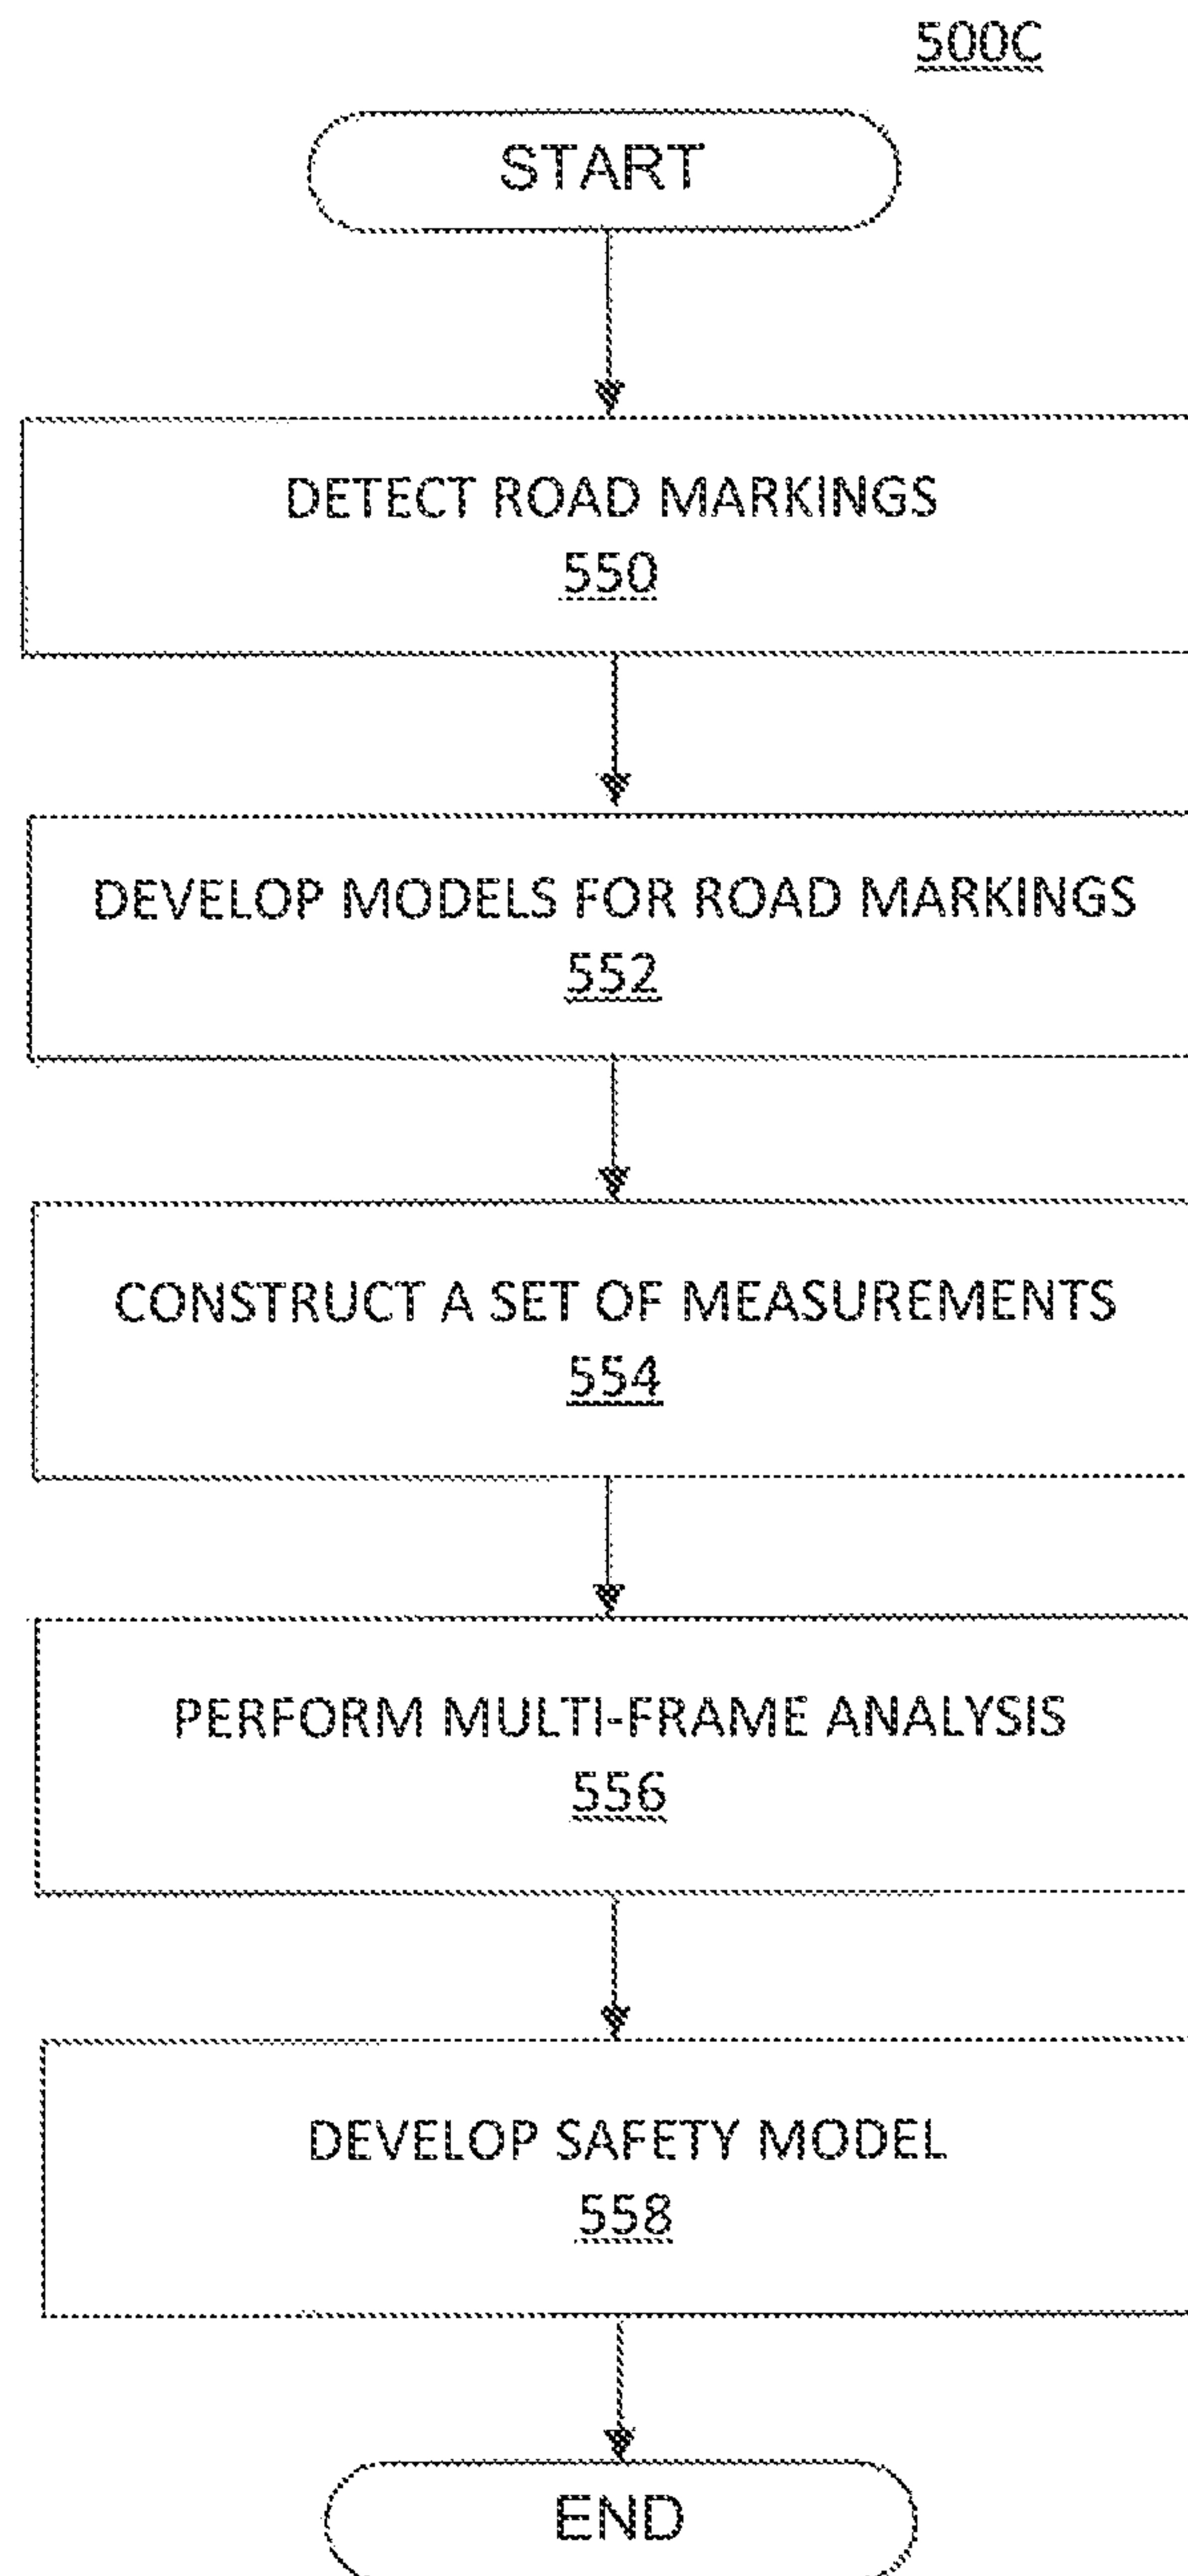 500C
START
DETECT ROAD MARKINGS
550
DEVELOP MODELS FOR ROAD MARKINGS
552
CONSTRUCT A SET OF MEASUREMENTS
554
PERFORM MULTI-FRAME ANALYSIS
556
DEVELOP SAFETY MODEL
558
END